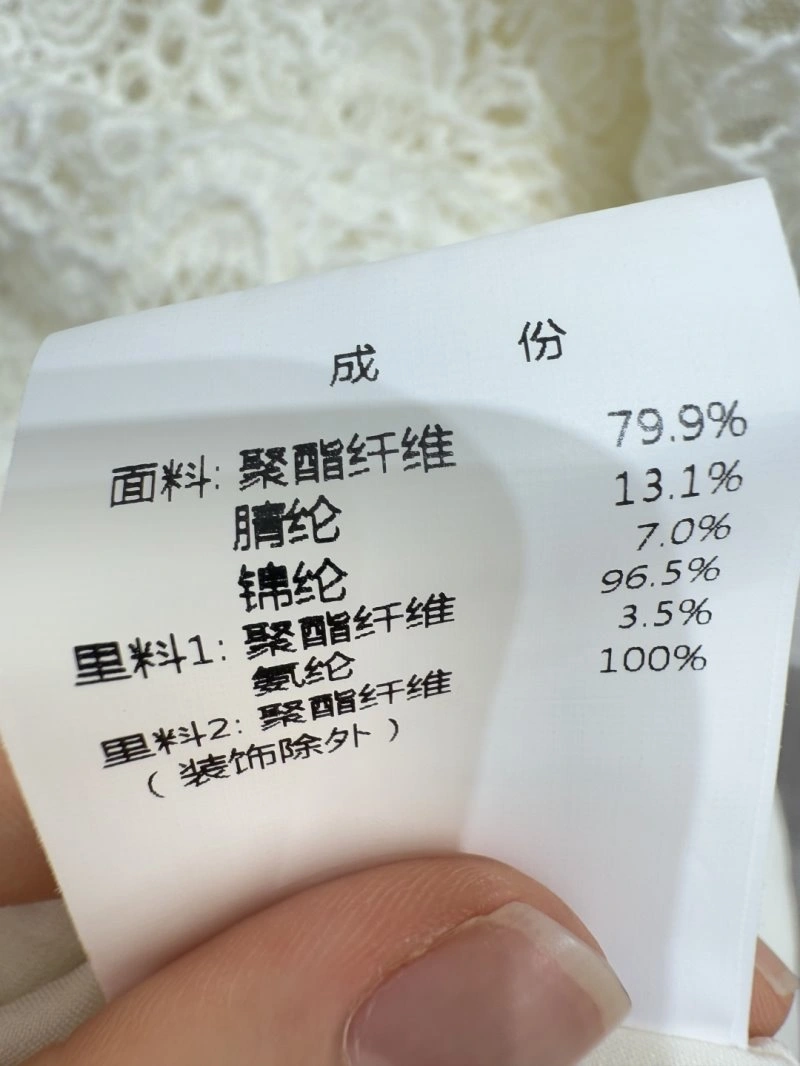 成 份
面料: 聚酯纤维 79.9%
腈纶 13.1%
锦纶 7.0%
里料1: 聚酯纤维 96.5%
氨纶 3.5%
里料2: 聚酯纤维 100%
(装饰除外)